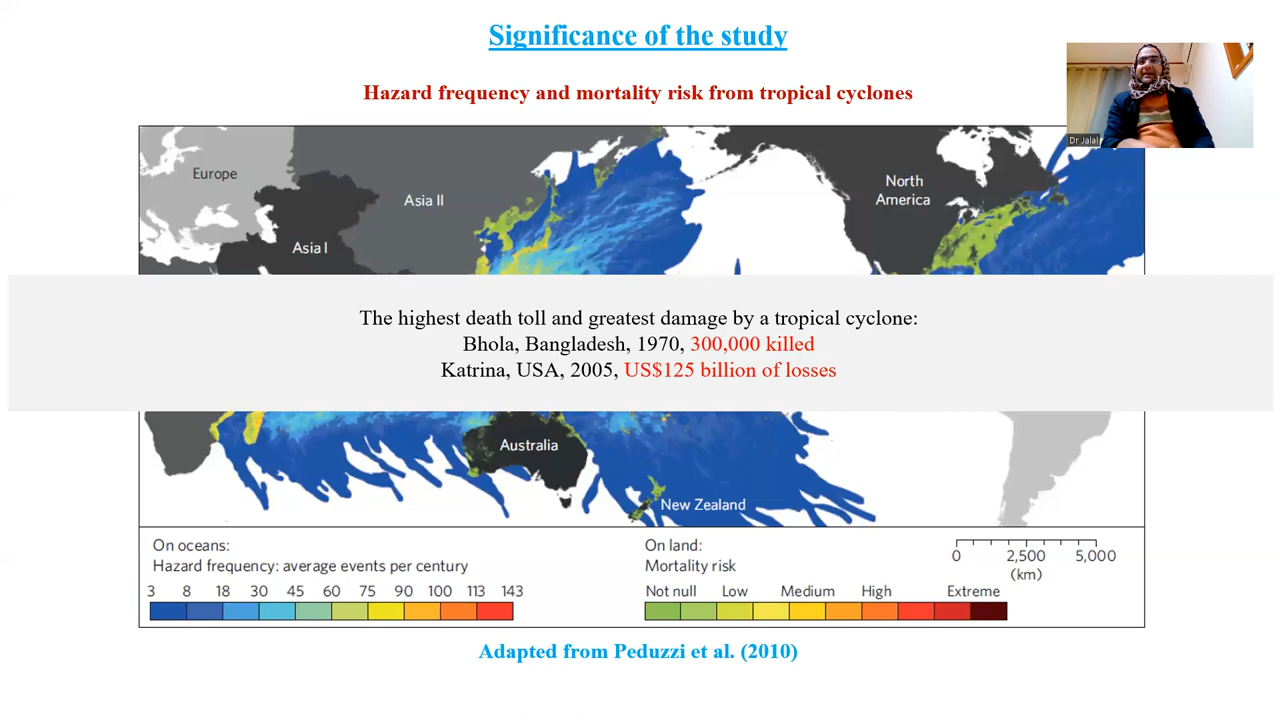 Significance of the study
Hazard frequency and mortality risk from tropical cyclones
Dr Jalal
Europe
Asia II
North
America
Asia I
The highest death toll and greatest damage by a tropical cyclone:
Bhola, Bangladesh, 1970, 300,000 killed
Katrina, USA, 2005, US$125 billion of losses
Australia
New Zealand
On oceans:
Hazard frequency: average events per century
3 8 18 30 45 60 75 90 100 113 143
On land:
Mortality risk
Not null Low Medium High Extreme
0 2,500 5,000
(km)
Adapted from Peduzzi et al. (2010)